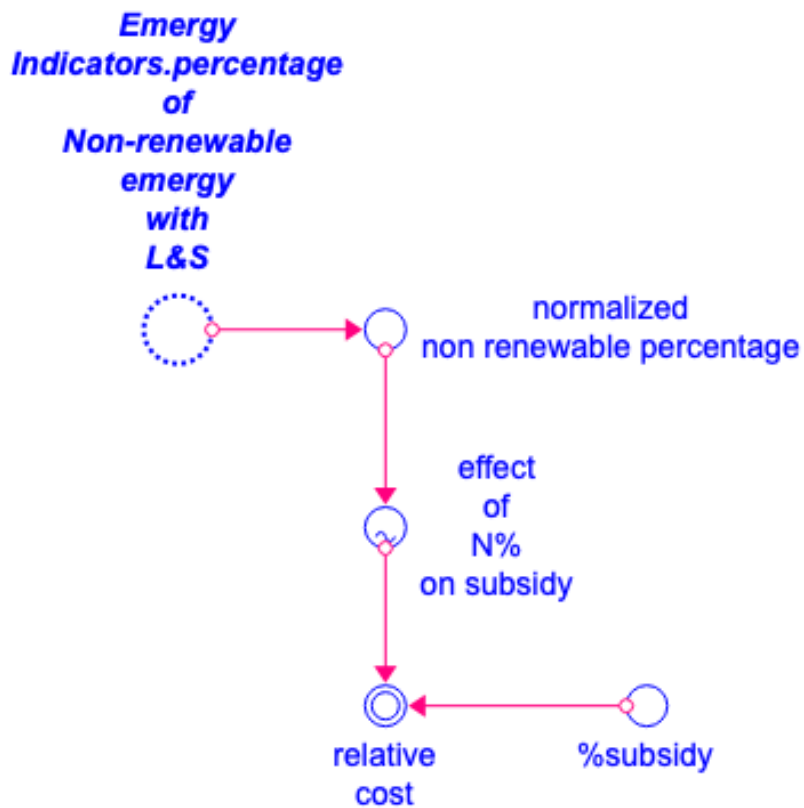 Emergy
Indicators.percentage
of
Non-renewable
emergy
with
L&S
normalized
non renewable percentage
effect
of
N%
on subsidy
relative
cost
%subsidy